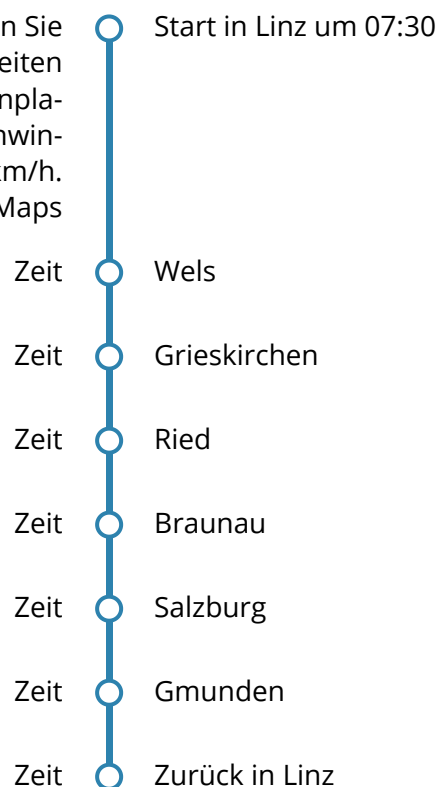 n Sie
eiten
npla-
nwin-
km/h.
Maps
Start in Linz um 07:30
Zeit Wels
Zeit Grieskirchen
Zeit Ried
Zeit Braunau
Zeit Salzburg
Zeit Gmunden
Zeit Zurück in Linz